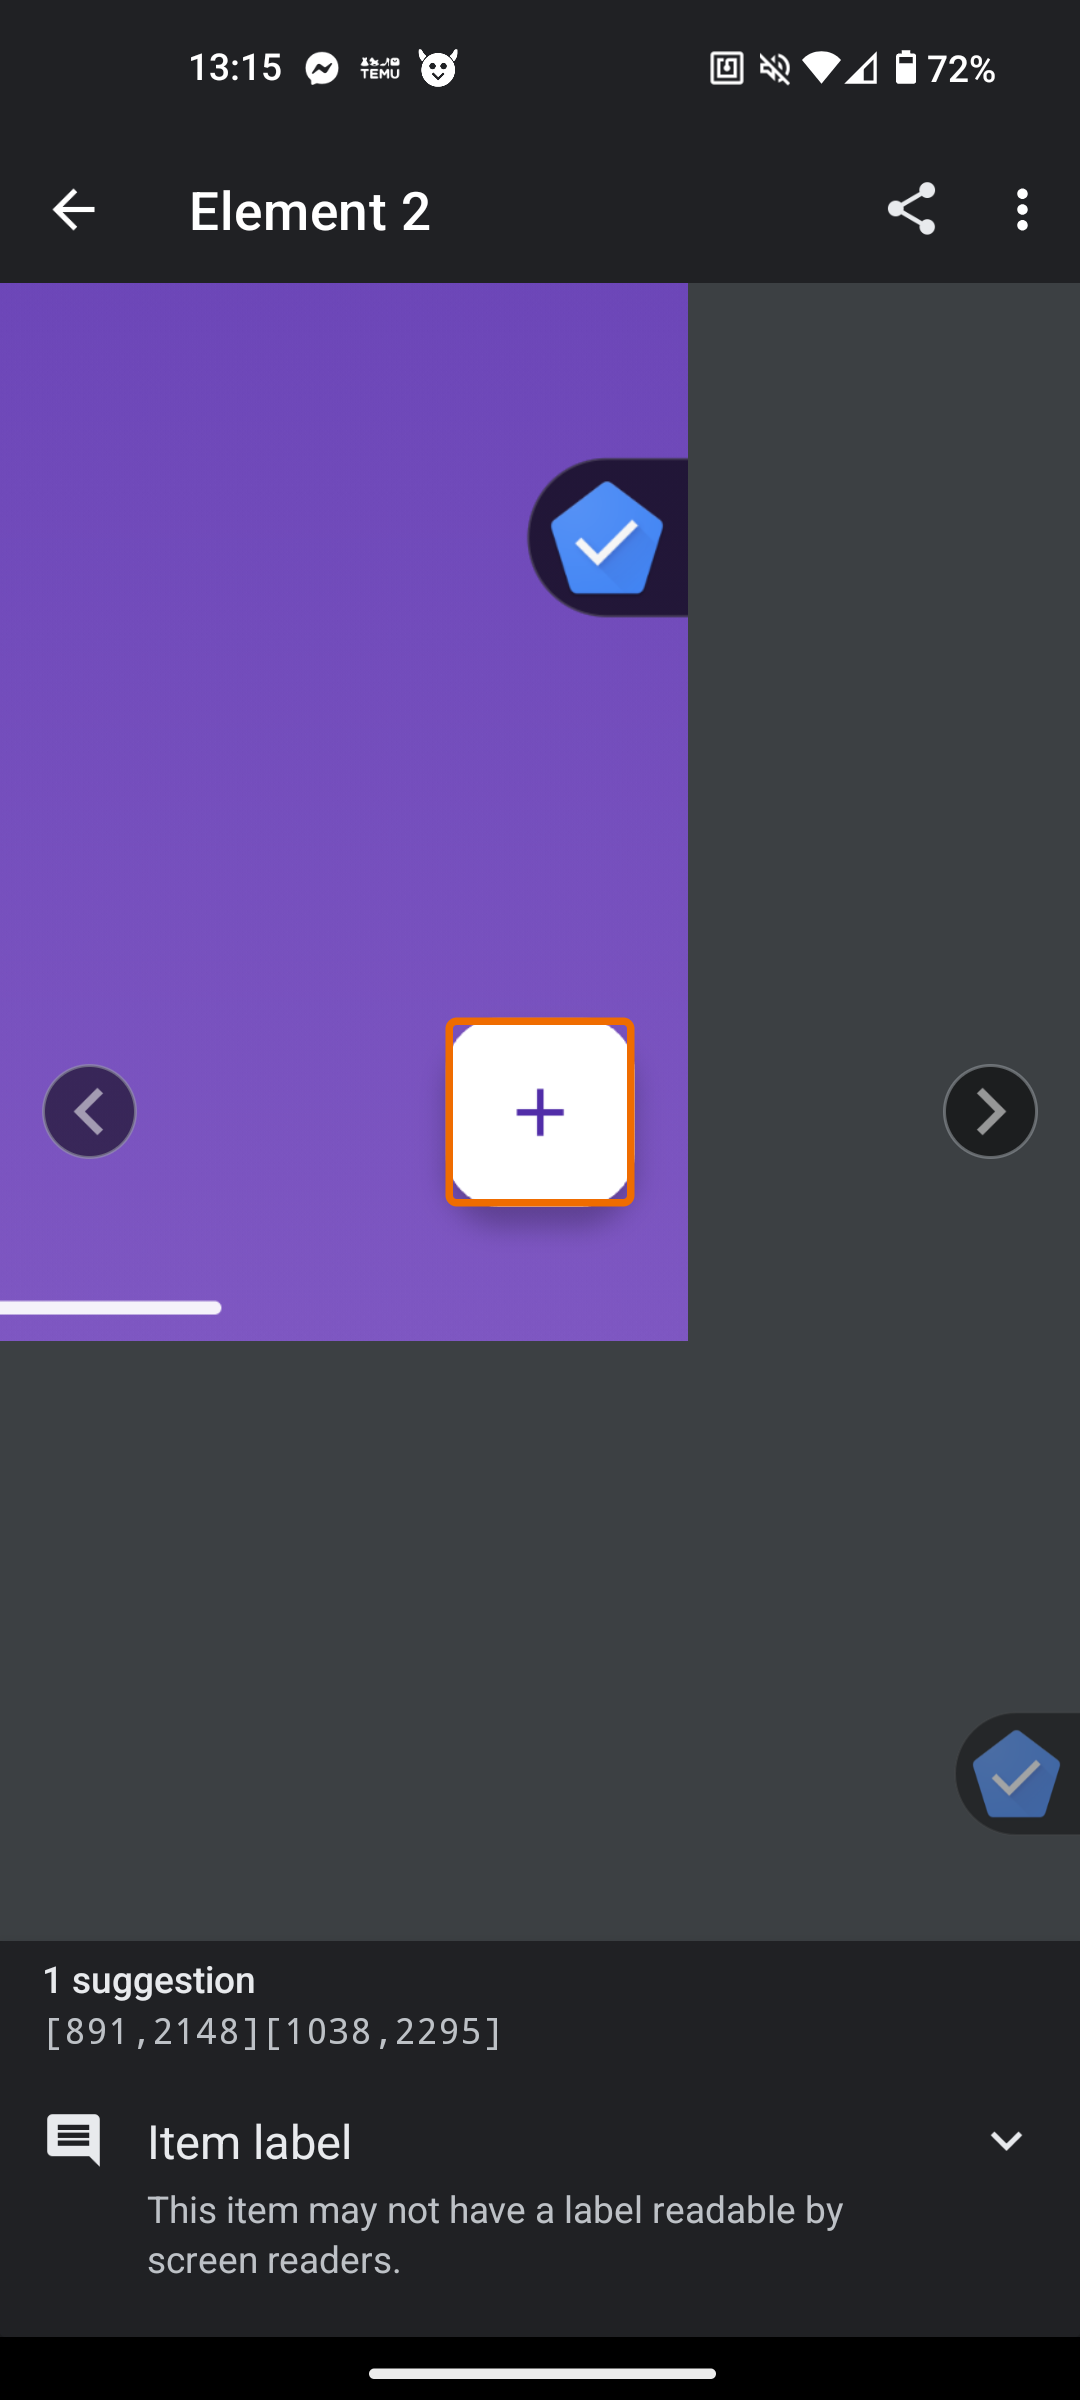 13:15
TEMU
72%
Element 2
1 suggestion
[891,2148][1038,2295]
Item label
This item may not have a label readable by
screen readers.